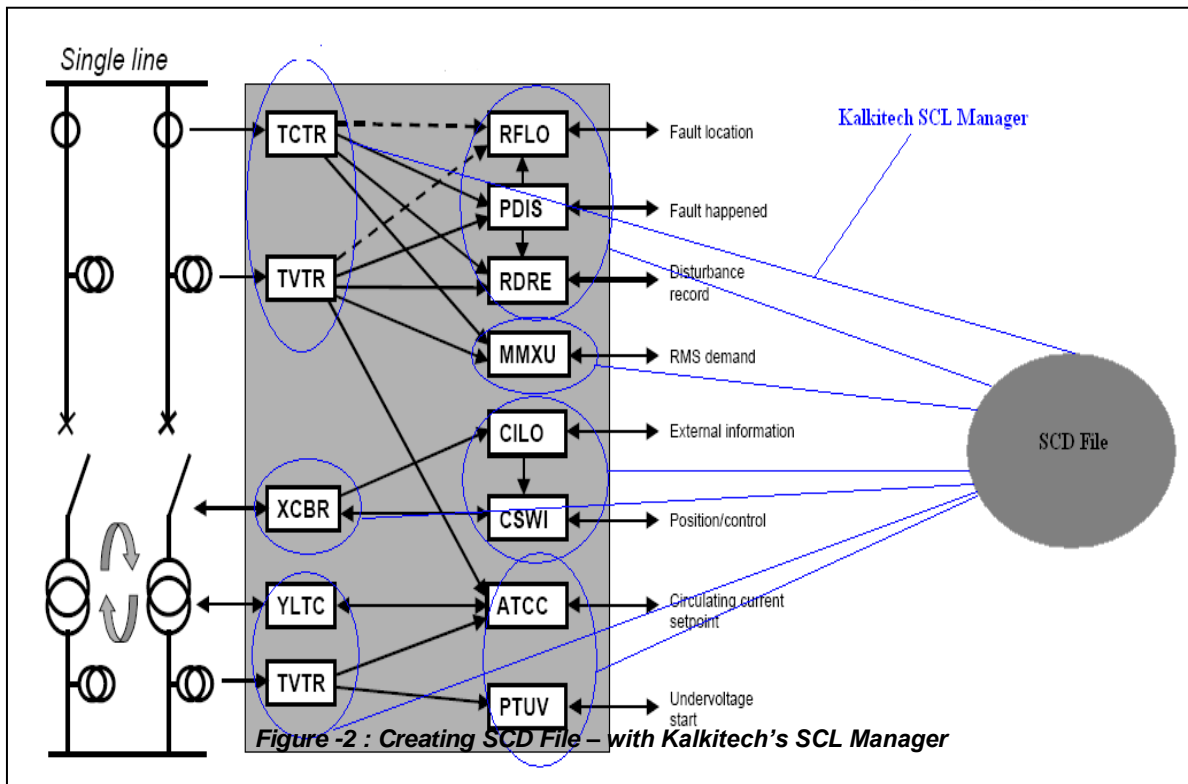 Single line
Kalkitech SCL Manager
TCTR
RFLO
Fault location
PDIS
Fault happened
TVTR
RDRE
Disturbance
record
MMXU
RMS demand
CILO
External information
SCD File
XCBR
CSWI
Position/control
YLTC
ATCC
Circulating current
setpoint
TVTR
PTUV
Undervoltage
start
Figure -2 : Creating SCD File – with Kalkitech's SCL Manager